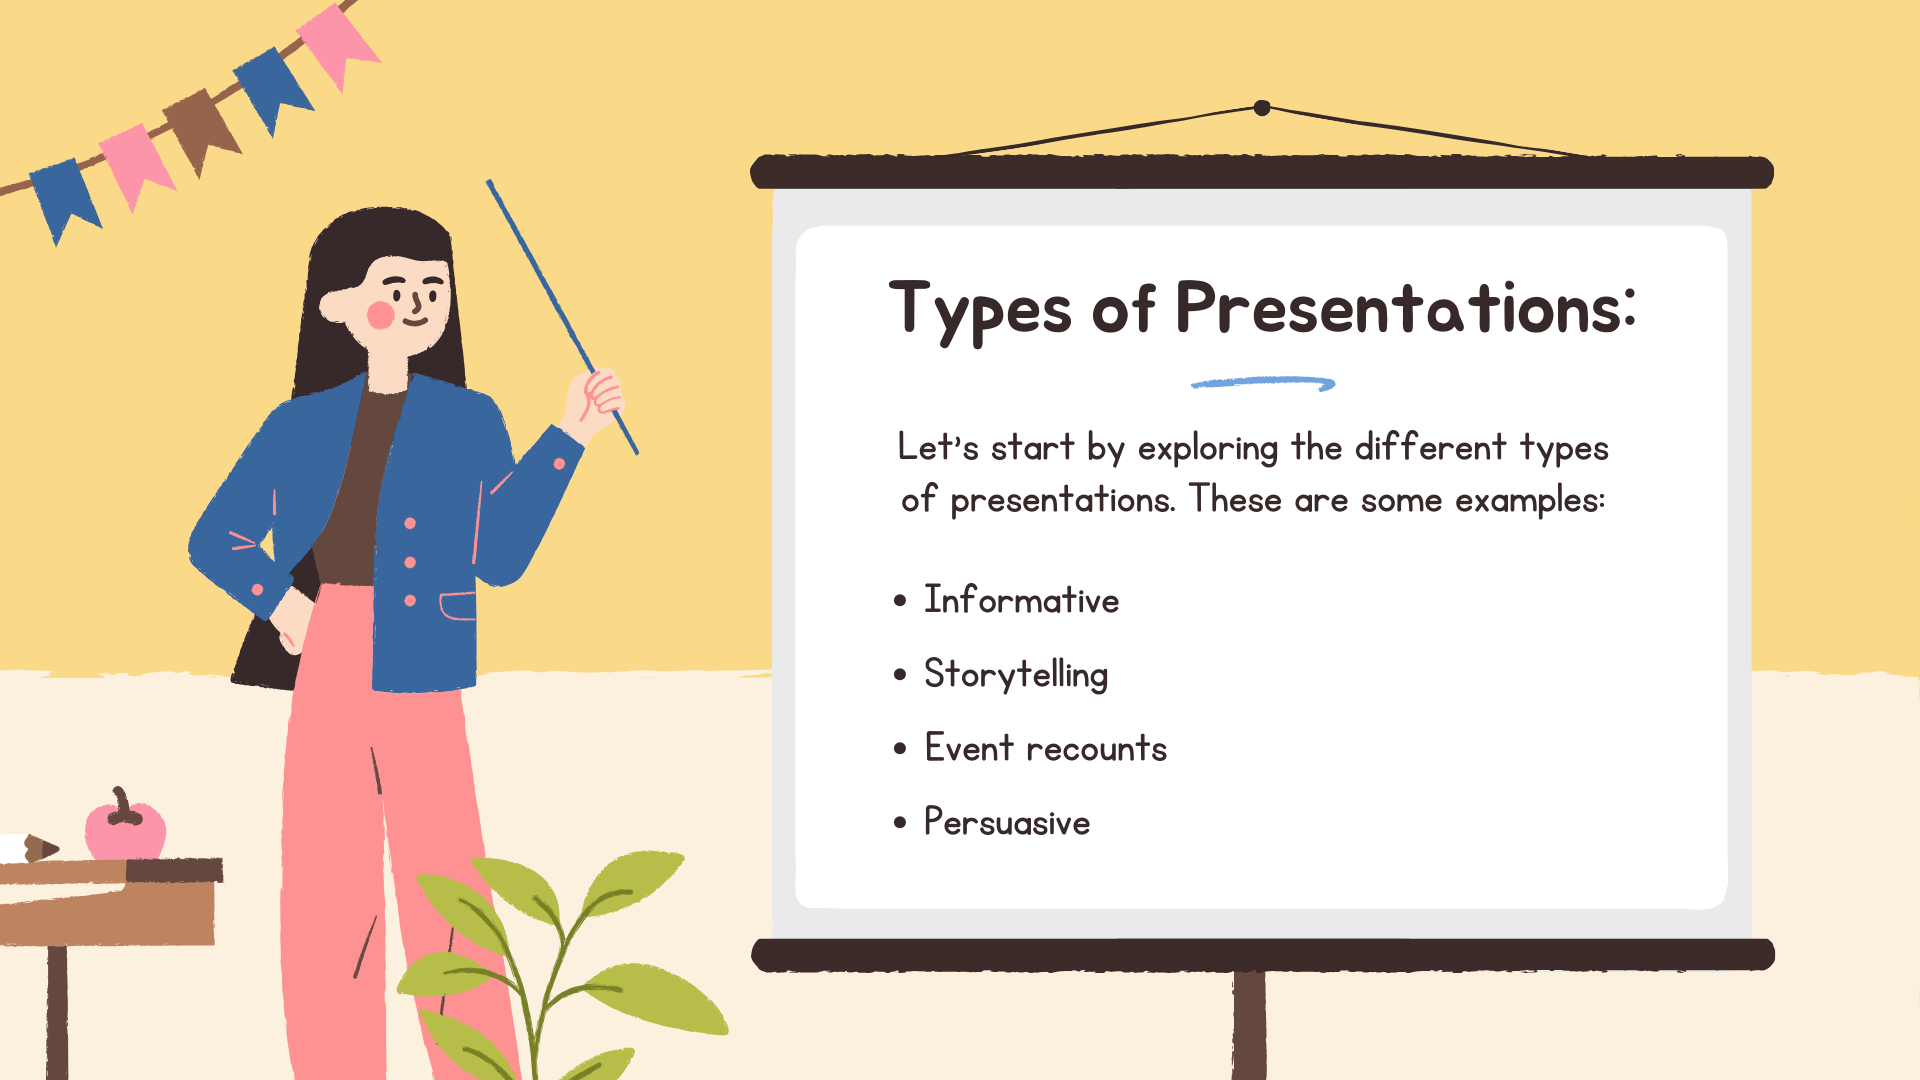 Types of Presentations:
Let's start by exploring the different types
of presentations. These are some examples:
• Informative
• Storytelling
• Event recounts
• Persuasive